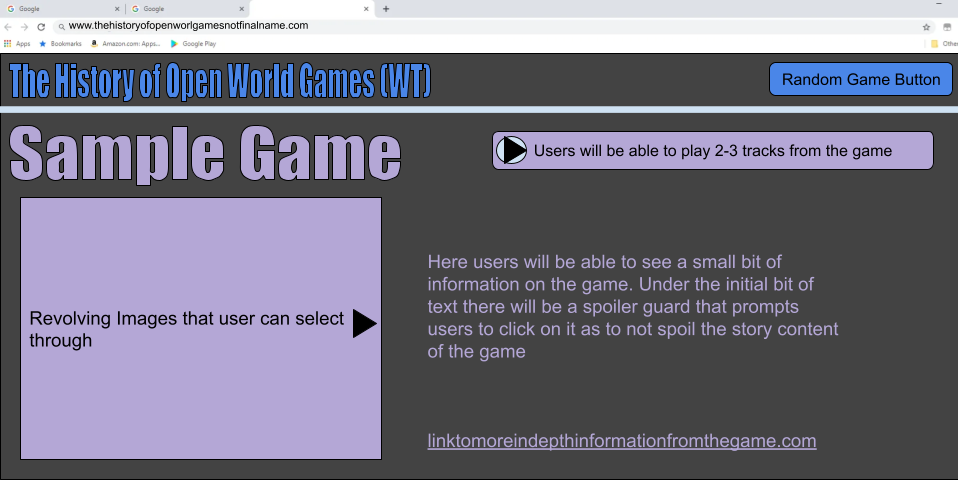 Google
Google
www.thehistoryofopenworlgamesnotfinalname.com
Apps
Bookmarks
Amazon.com: Apps...
Google Play
Othe
The History of Open World Games (WT)
Random Game Button
Sample Game
Users will be able to play 2-3 tracks from the game
Revolving Images that user can select
through
Here users will be able to see a small bit of
information on the game. Under the initial bit of
text there will be a spoiler guard that prompts
users to click on it as to not spoil the story content
of the game
linktomoreindepthinformationfromthegame.com